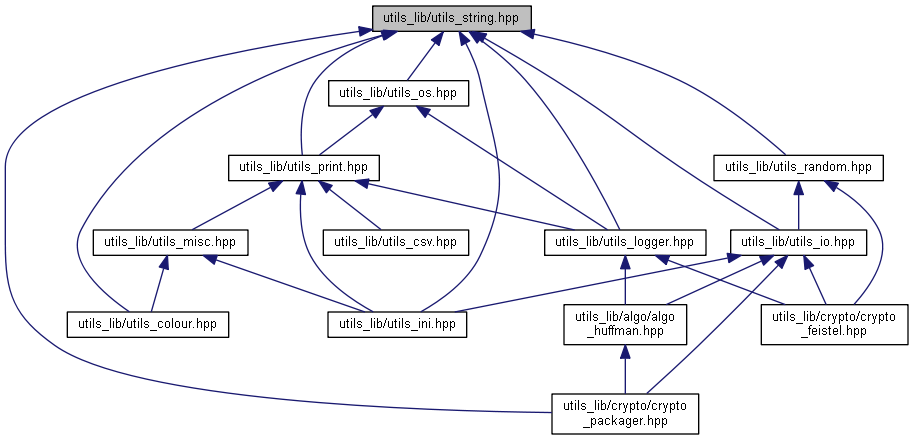 utils_lib/utils_string.hpp
utils_lib/utils_os.hpp
utils_lib/utils_print.hpp
utils_lib/utils_random.hpp
utils_lib/utils_misc.hpp
utils_lib/utils_csv.hpp
utils_lib/utils_logger.hpp
utils_lib/utils_io.hpp
utils_lib/utils_colour.hpp
utils_lib/utils_ini.hpp
utils_lib/algo/algo
_huffman.hpp
utils_lib/crypto/crypto
_feistel.hpp
utils_lib/crypto/crypto
_packager.hpp